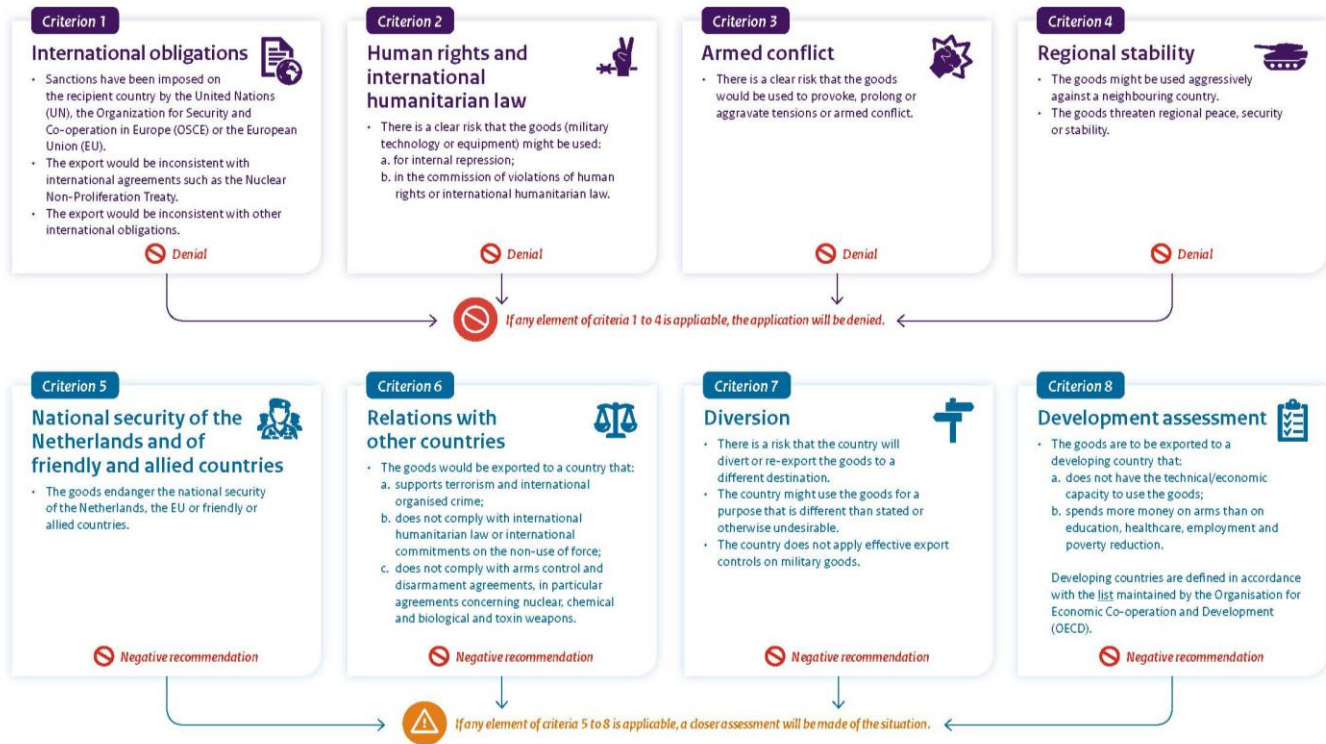 Criterion 1
International obligations
• Sanctions have been imposed on
the recipient country by the United Nations
(UN), the Organization for Security and
Co-operation in Europe (OSCE) or the European
Union (EU).
• The export would be inconsistent with
international agreements such as the Nuclear
Non-Proliferation Treaty.
• The export would be inconsistent with other
international obligations.
Denial
Criterion 2
Human rights and
international
humanitarian law
• There is a clear risk that the goods (military
technology or equipment) might be used:
a. for internal repression;
b. in the commission of violations of human
rights or international humanitarian law.
Denial
Criterion 3
Armed conflict
• There is a clear risk that the goods
would be used to provoke, prolong or
aggravate tensions or armed conflict.
Denial
Criterion 4
Regional stability
• The goods might be used aggressively
against a neighbouring country.
• The goods threaten regional peace, security
or stability.
Denial
If any element of criteria 1 to 4 is applicable, the application will be denied.
Criterion 5
National security of the
Netherlands and of
friendly and allied countries
• The goods endanger the national security
of the Netherlands, the EU or friendly or
allied countries.
Negative recommendation
Criterion 6
Relations with
other countries
• The goods would be exported to a country that:
a. supports terrorism and international
organised crime;
b. does not comply with international
humanitarian law or international
commitments on the non-use of force;
c. does not comply with arms control and
disarmament agreements, in particular
agreements concerning nuclear, chemical
and biological and toxin weapons.
Negative recommendation
Criterion 7
Diversion
• There is a risk that the country will
divert or re-export the goods to a
different destination.
• The country might use the goods for a
purpose that is different than stated or
otherwise undesirable.
• The country does not apply effective export
controls on military goods.
Negative recommendation
Criterion 8
Development assessment
• The goods are to be exported to a
developing country that:
a. does not have the technical/economic
capacity to use the goods;
b. spends more money on arms than on
education, healthcare, employment and
poverty reduction.
Developing countries are defined in accordance
with the list maintained by the Organisation for
Economic Co-operation and Development
(OECD).
Negative recommendation
If any element of criteria 5 to 8 is applicable, a closer assessment will be made of the situation.